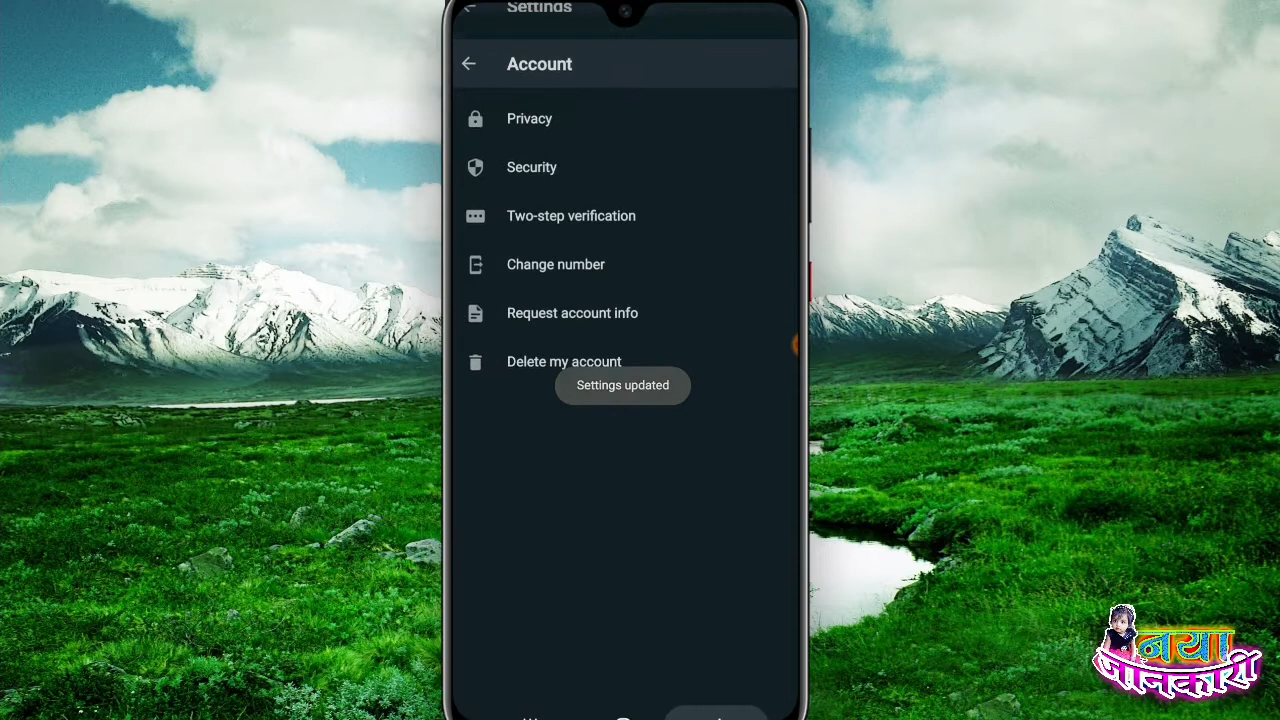 Settings
Account
Privacy
Security
Two-step verification
Change number
Request account info
Delete my account
Settings updated
नया
जानकारी